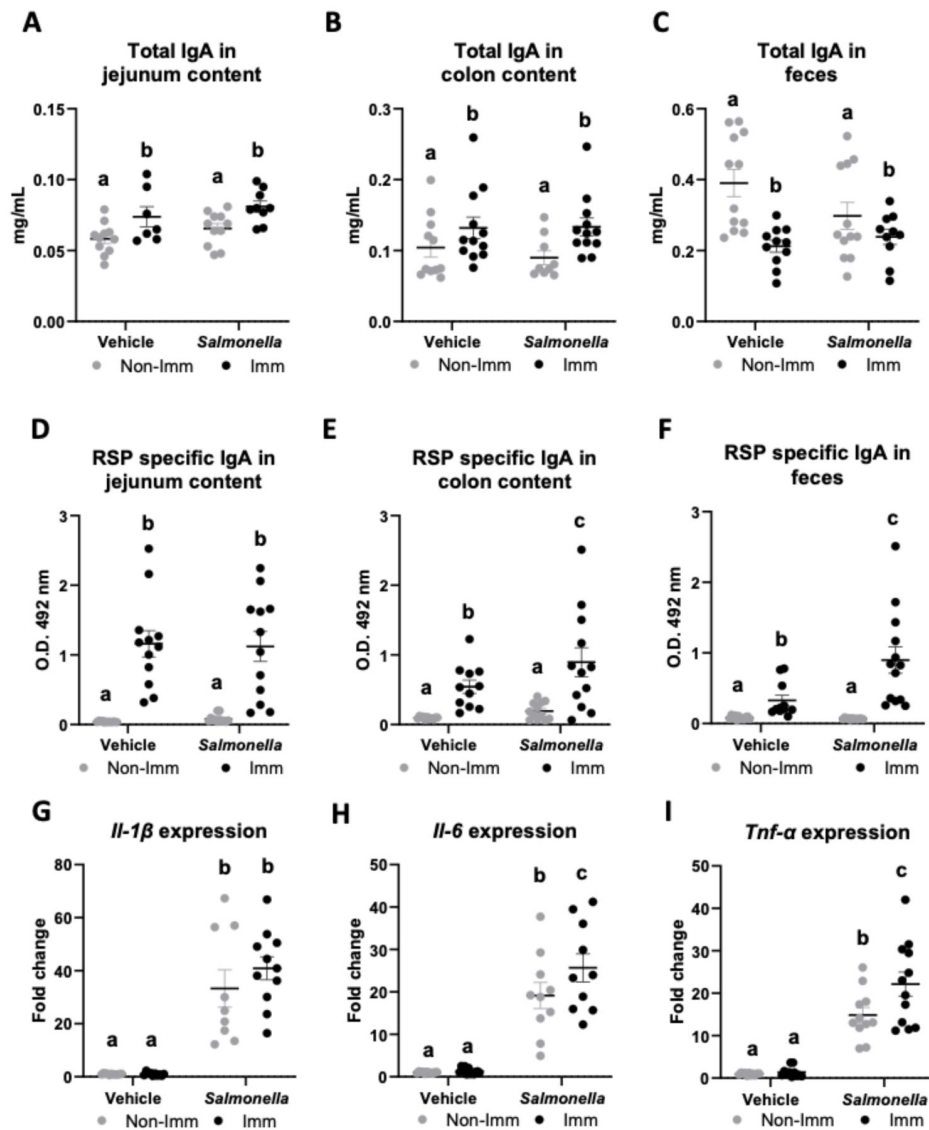 A
Total IgA in
jejunum content
mg/mL
0.15
0.10
0.05
0.00
a
b
a
b
Vehicle
Salmonella
Non-Imm
Imm
B
Total IgA in
colon content
mg/mL
0.3
0.2
0.1
0.0
a
b
a
b
Vehicle
Salmonella
Non-Imm
Imm
C
Total IgA in
feces
mg/mL
0.6
0.4
0.2
0.0
a
b
a
b
Vehicle
Salmonella
Non-Imm
Imm
D
RSP specific IgA in
jejunum content
O.D. 492 nm
3
2
1
0
a
b
a
b
Vehicle
Salmonella
Non-Imm
Imm
E
RSP specific IgA in
colon content
O.D. 492 nm
3
2
1
0
a
b
a
c
Vehicle
Salmonella
Non-Imm
Imm
F
RSP specific IgA in
feces
O.D. 492 nm
3
2
1
0
a
b
a
c
Vehicle
Salmonella
Non-Imm
Imm
G
Il-1β expression
Fold change
80
60
40
20
0
a
a
b
b
Vehicle
Salmonella
Non-Imm
Imm
H
Il-6 expression
Fold change
50
40
30
20
10
0
a
a
b
c
Vehicle
Salmonella
Non-Imm
Imm
I
Tnf-α expression
Fold change
50
40
30
20
10
0
a
a
b
c
Vehicle
Salmonella
Non-Imm
Imm